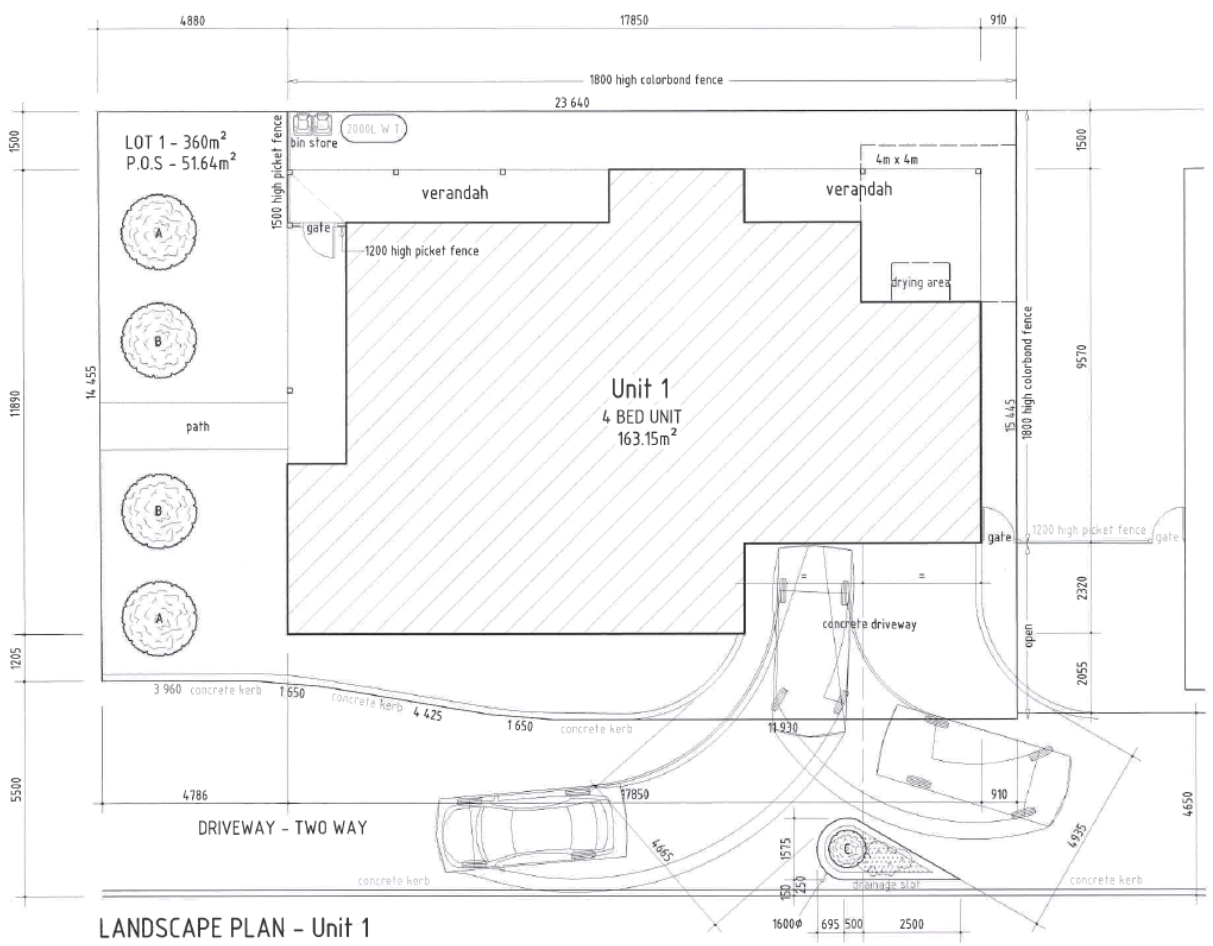 4880
17850
910
1800 high colorbond fence
23 640
1500
LOT 1 - 360m²
P.O.S - 51.64m²
1500 high picket fence
bin store
2000L W T
verandah
4m x 4m
verandah
1500
A
gate
1200 high picket fence
drying area
B
14 455
11890
path
Unit 1
4 BED UNIT
163.15m²
15 445
1800 high colorbond fence
9570
B
gate
1200 high picket fence
gate
A
=
=
concrete driveway
open
2320
1205
2055
3 960
concrete kerb
1 650
concrete kerb
4 425
1 650
concrete kerb
11 930
5500
4786
17850
910
4650
DRIVEWAY - TWO WAY
4665
1575
C
4935
concrete kerb
150
250
drainage slot
concrete kerb
1600ø
695
500
2500
LANDSCAPE PLAN - Unit 1